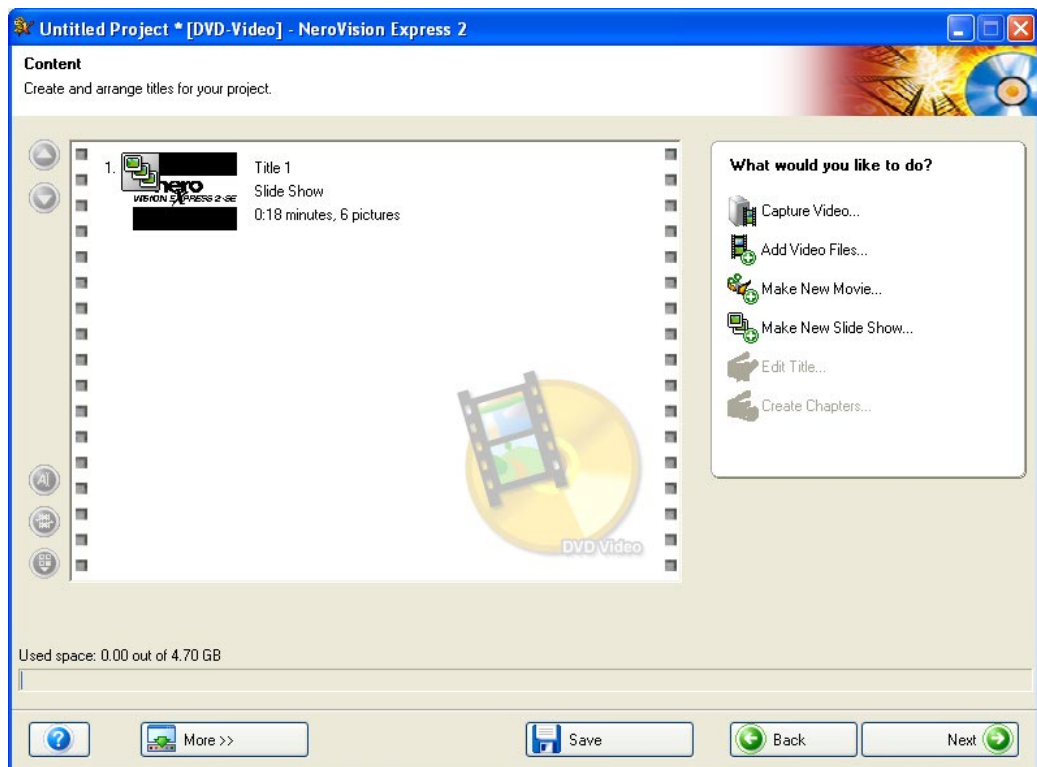 Untitled Project * [DVD-Video] - NeroVision Express 2
Content
Create and arrange titles for your project.
1.
nero
VISION EXPRESS 2 SE
Title 1
Slide Show
0:18 minutes, 6 pictures
DVD Video
What would you like to do?
Capture Video...
Add Video Files...
Make New Movie...
Make New Slide Show...
Edit Title...
Create Chapters...
Used space: 0.00 out of 4.70 GB
More >>
Save
Back
Next